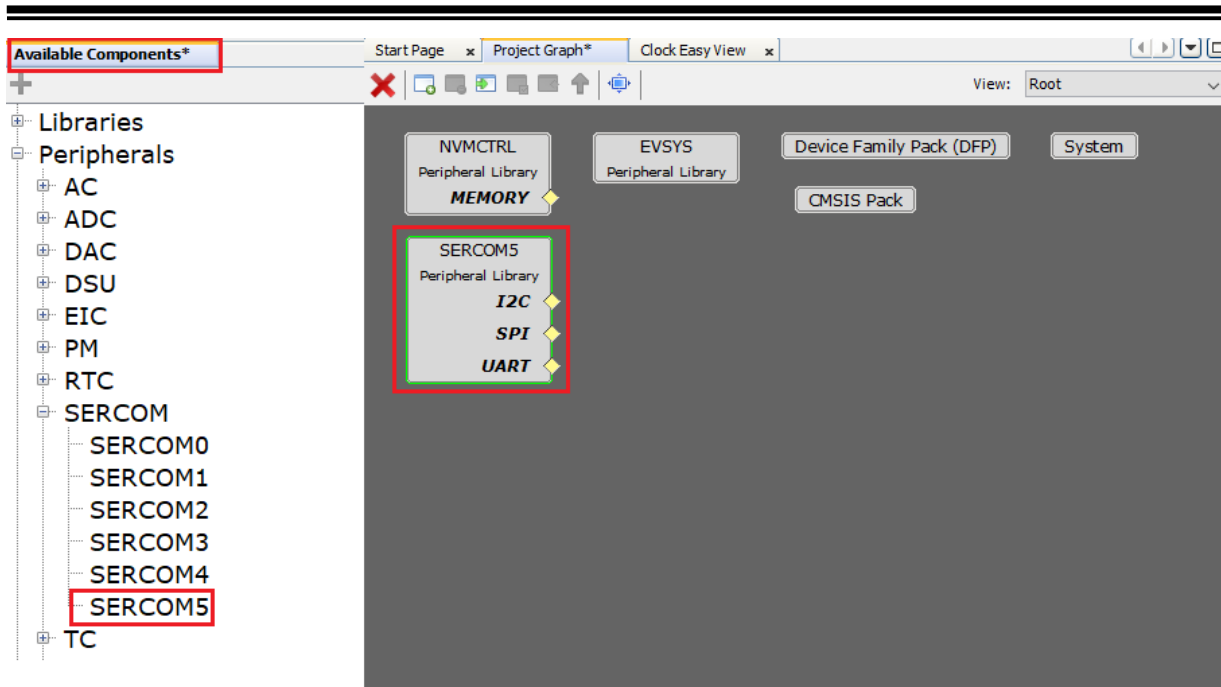 Available Components*
Start Page x Project Graph* Clock Easy View x
View: Root
Libraries
Peripherals
AC
ADC
DAC
DSU
EIC
PM
RTC
SERCOM
SERCOM0
SERCOM1
SERCOM2
SERCOM3
SERCOM4
SERCOM5
TC
NVMCTRL
Peripheral Library
MEMORY
EVSYS
Peripheral Library
Device Family Pack (DFP)
System
CMSIS Pack
SERCOM5
Peripheral Library
I2C
SPI
UART